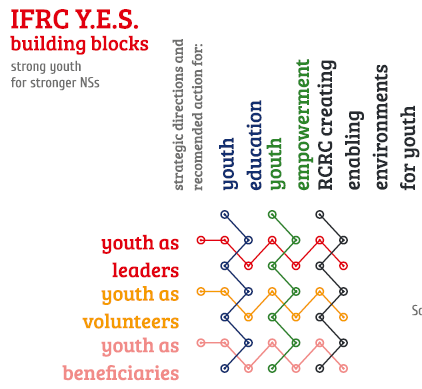 IFRC Y.E.S.
building blocks
strong youth
for stronger NSs
strategic directions and
recomended action for:
youth
education
youth
empowerment
RCRC creating
enabling
environments
for youth
youth as
leaders
youth as
volunteers
youth as
beneficiaries